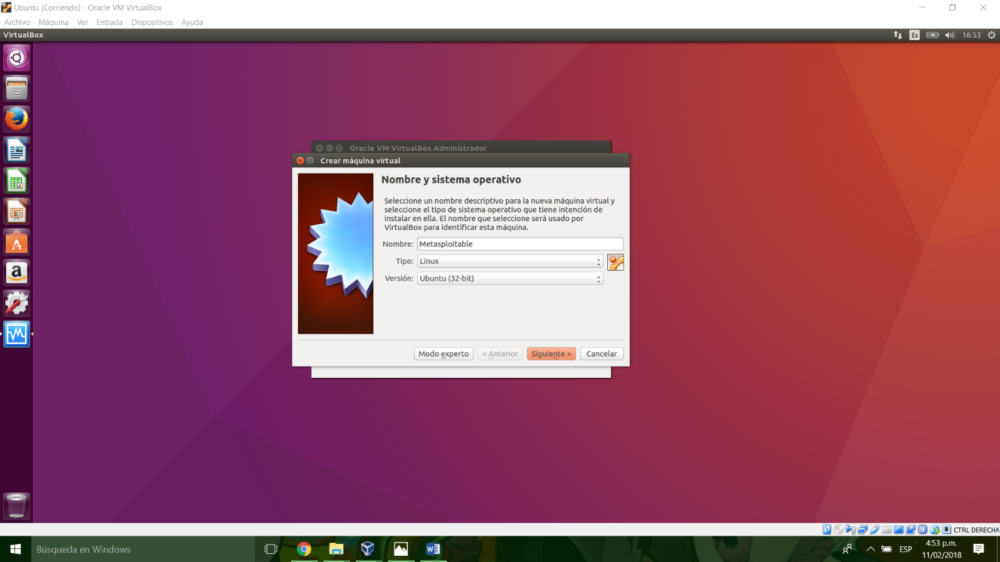 Ubuntu [Corriendo] - Oracle VM VirtualBox
Archivo Máquina Ver Entrada Dispositivos Ayuda
VirtualBox
Es 16:53
Oracle VM VirtualBox Administrador
Crear máquina virtual
Nombre y sistema operativo
Seleccione un nombre descriptivo para la nueva máquina virtual y
seleccione el tipo de sistema operativo que tiene intención de
instalar en ella. El nombre que seleccione será usado por
VirtualBox para identificar esta máquina.
Nombre: Metasploitable
Tipo: Linux
Versión: Ubuntu (32-bit)
Modo experto < Anterior Siguiente > Cancelar
CTRL DERECHA
Búsqueda en Windows
ESP
4:53 p.m.
11/02/2018